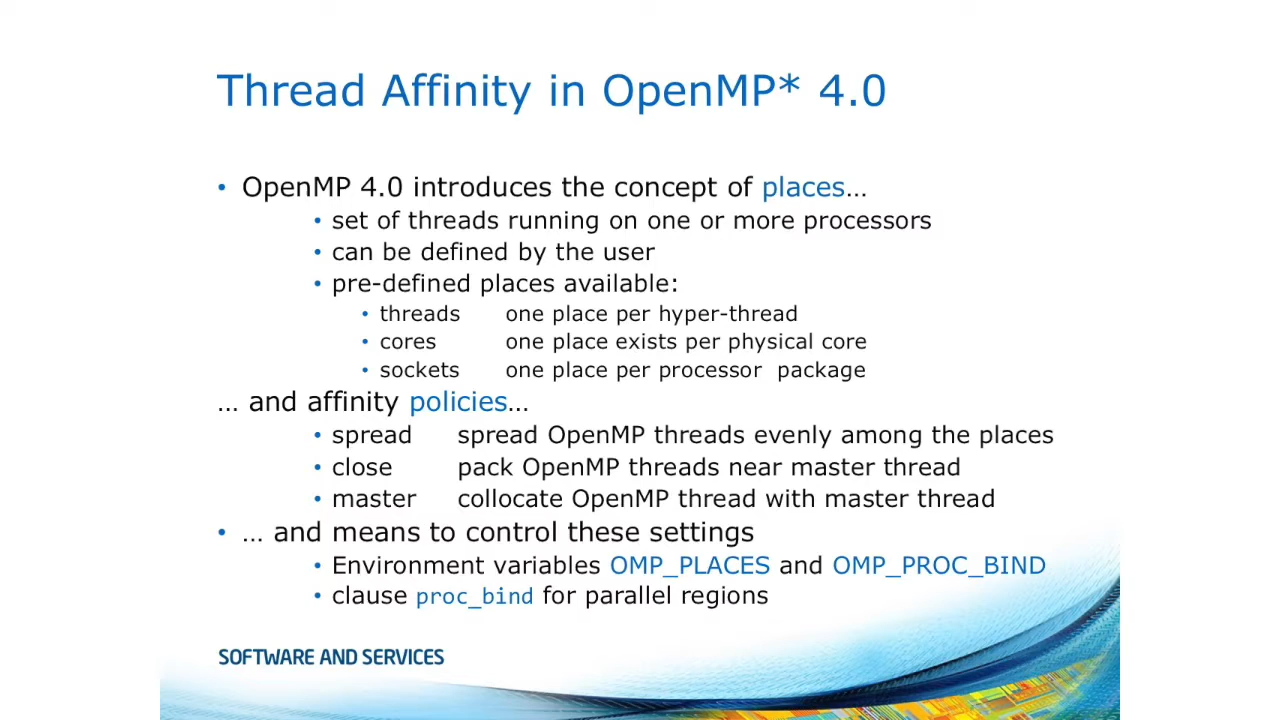 Thread Affinity in OpenMP* 4.0
• OpenMP 4.0 introduces the concept of places…
• set of threads running on one or more processors
• can be defined by the user
• pre-defined places available:
• threads one place per hyper-thread
• cores one place exists per physical core
• sockets one place per processor package
… and affinity policies…
• spread spread OpenMP threads evenly among the places
• close pack OpenMP threads near master thread
• master collocate OpenMP thread with master thread
• … and means to control these settings
• Environment variables OMP_PLACES and OMP_PROC_BIND
• clause proc_bind for parallel regions
SOFTWARE AND SERVICES